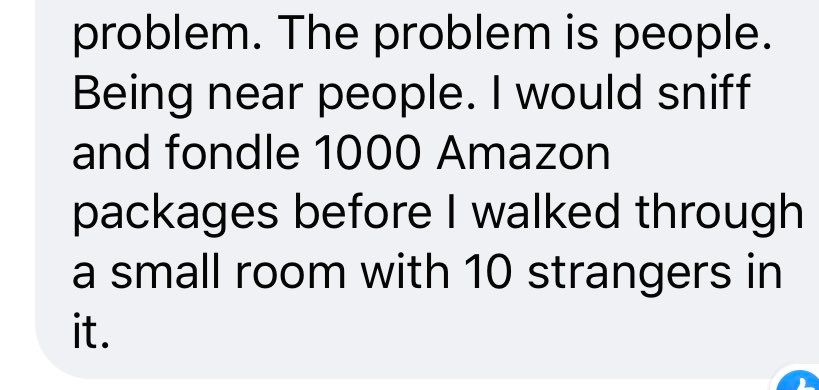 problem. The problem is people.
Being near people. I would sniff
and fondle 1000 Amazon
packages before I walked through
a small room with 10 strangers in
it.